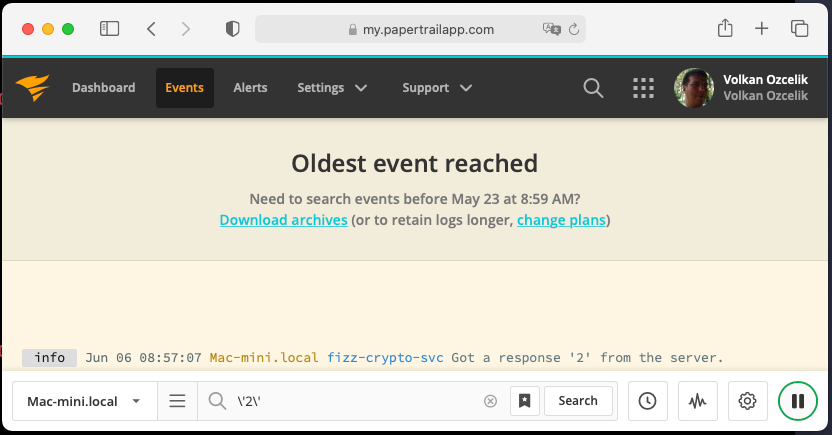 my.papertrailapp.com
Dashboard Events Alerts Settings Support
Volkan Ozcelik
Volkan Ozcelik
Oldest event reached
Need to search events before May 23 at 8:59 AM?
Download archives (or to retain logs longer, change plans)
info Jun 06 08:57:07 Mac-mini.local fizz-crypto-svc Got a response '2' from the server.
Mac-mini.local \'2\' Search